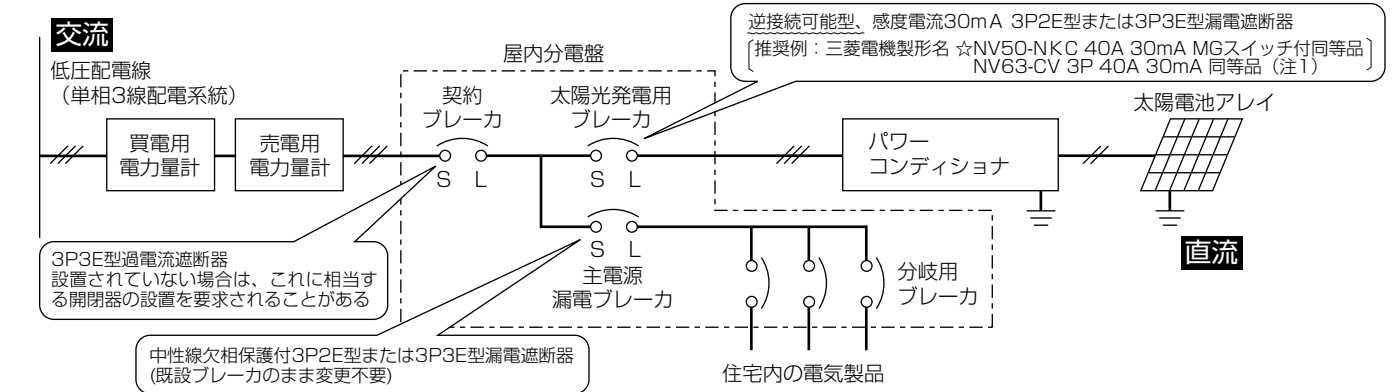 交流
低圧配電線
（単相3線配電系統）
買電用
電力量計
売電用
電力量計
屋内分電盤
契約
ブレーカ
S L
太陽光発電用
ブレーカ
S L
逆接続可能型、感度電流30mA 3P2E型または3P3E型漏電遮断器
推奨例：三菱電機製形名 ☆NV50-NKC 40A 30mA MGスイッチ付同等品
NV63-CV 3P 40A 30mA 同等品（注1）
パワー
コンディショナ
太陽電池アレイ
直流
3P3E型過電流遮断器
設置されていない場合は、これに相当す
る開閉器の設置を要求されることがある
S L
主電源
漏電ブレーカ
分岐用
ブレーカ
中性線欠相保護付3P2E型または3P3E型漏電遮断器
(既設ブレーカのまま変更不要)
住宅内の電気製品